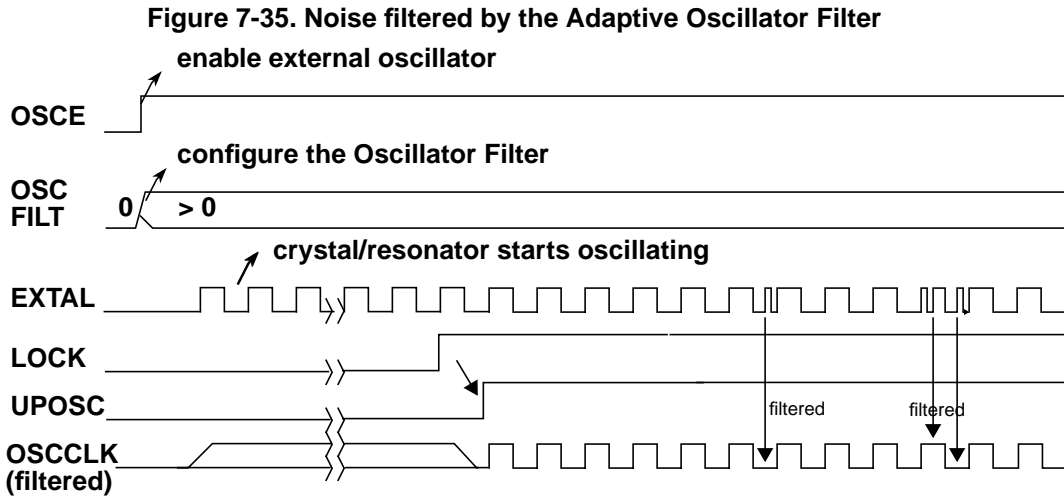 Figure 7-35. Noise filtered by the Adaptive Oscillator Filter
enable external oscillator
OSCE
configure the Oscillator Filter
OSC
FILT
0 > 0
crystal/resonator starts oscillating
EXTAL
LOCK
UPOSC
filtered filtered
OSCCLK
(filtered)